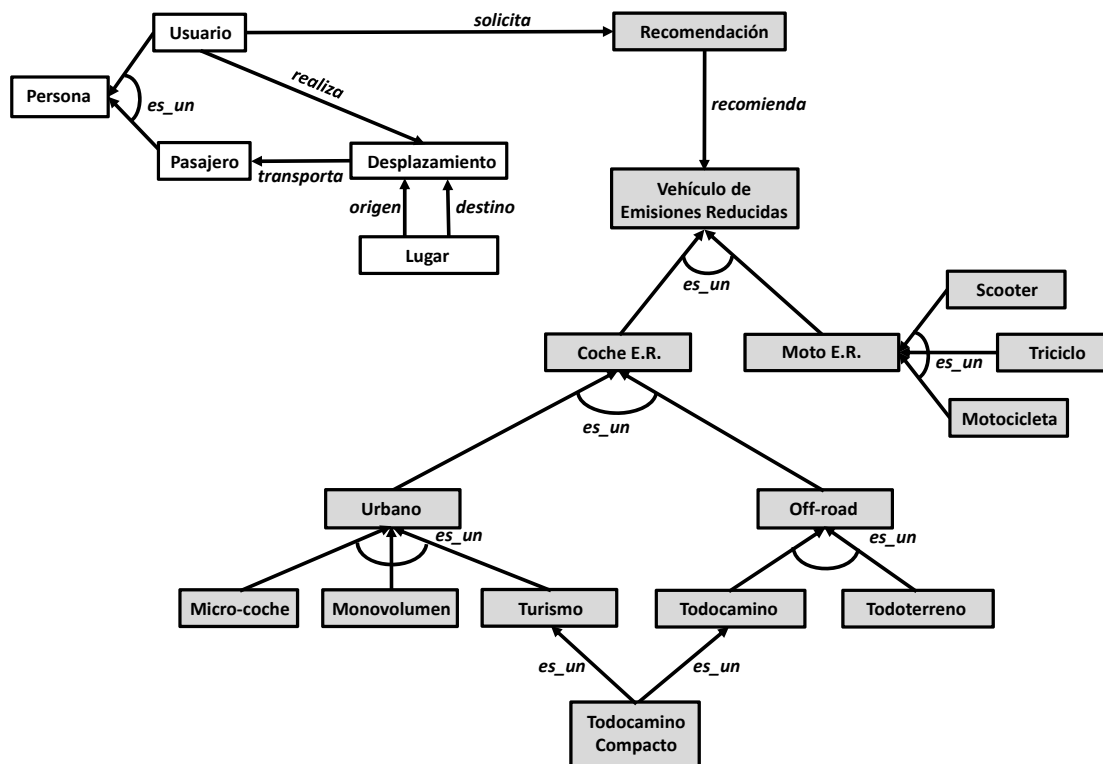 solicita
Usuario
Recomendación
realiza
Persona
es_un
recomienda
Pasajero
transporta
Desplazamiento
origen
destino
Vehículo de
Emisiones Reducidas
Lugar
es_un
Scooter
Coche E.R.
Moto E.R.
es_un
Triciclo
Motocicleta
es_un
Urbano
Off-road
es_un
es_un
Micro-coche
Monovolumen
Turismo
Todocamino
Todoterreno
es_un
es_un
Todocamino
Compacto